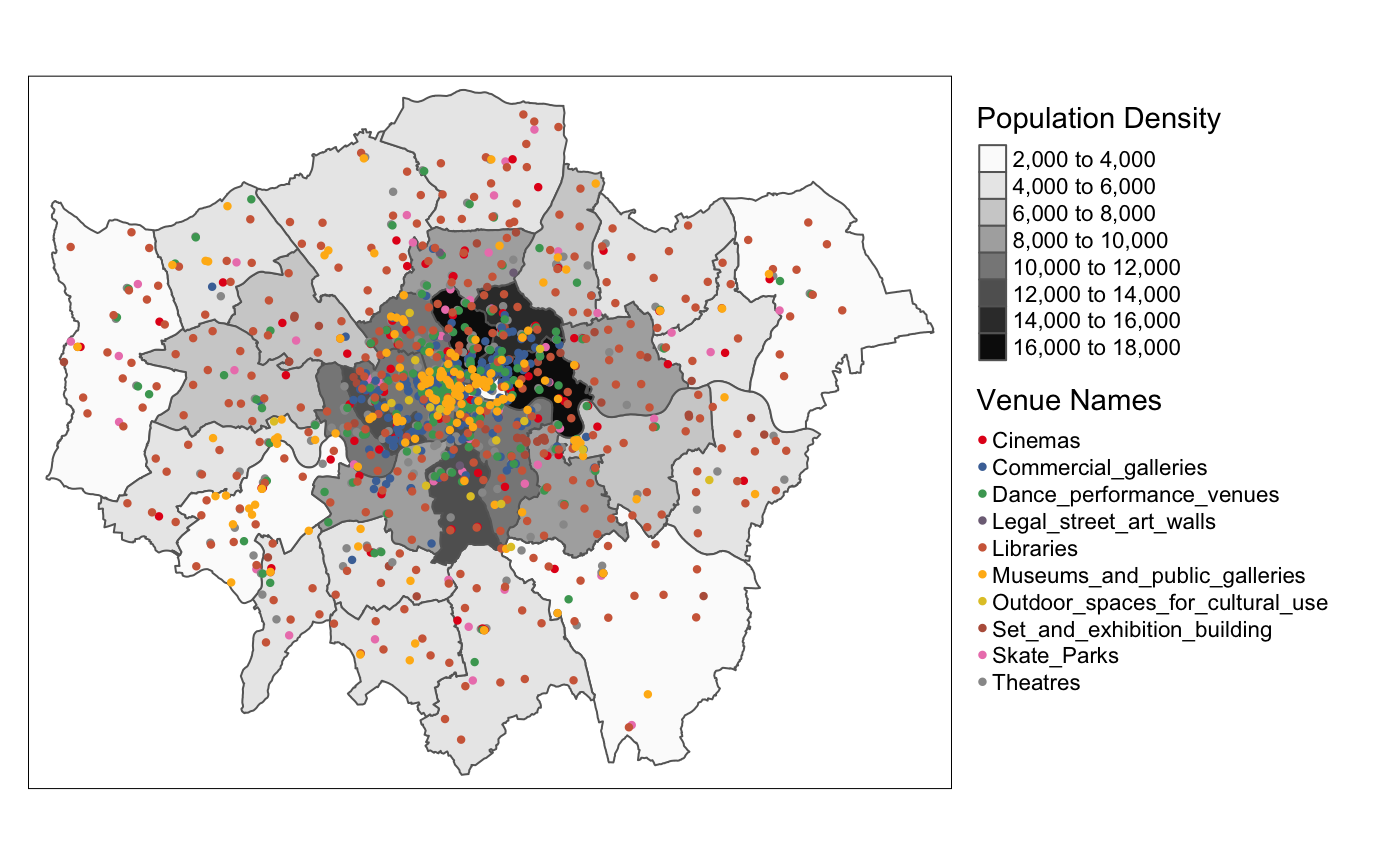 Population Density
2,000 to 4,000
4,000 to 6,000
6,000 to 8,000
8,000 to 10,000
10,000 to 12,000
12,000 to 14,000
14,000 to 16,000
16,000 to 18,000
Venue Names
Cinemas
Commercial_galleries
Dance_performance_venues
Legal_street_art_walls
Libraries
Museums_and_public_galleries
Outdoor_spaces_for_cultural_use
Set_and_exhibition_building
Skate_Parks
Theatres